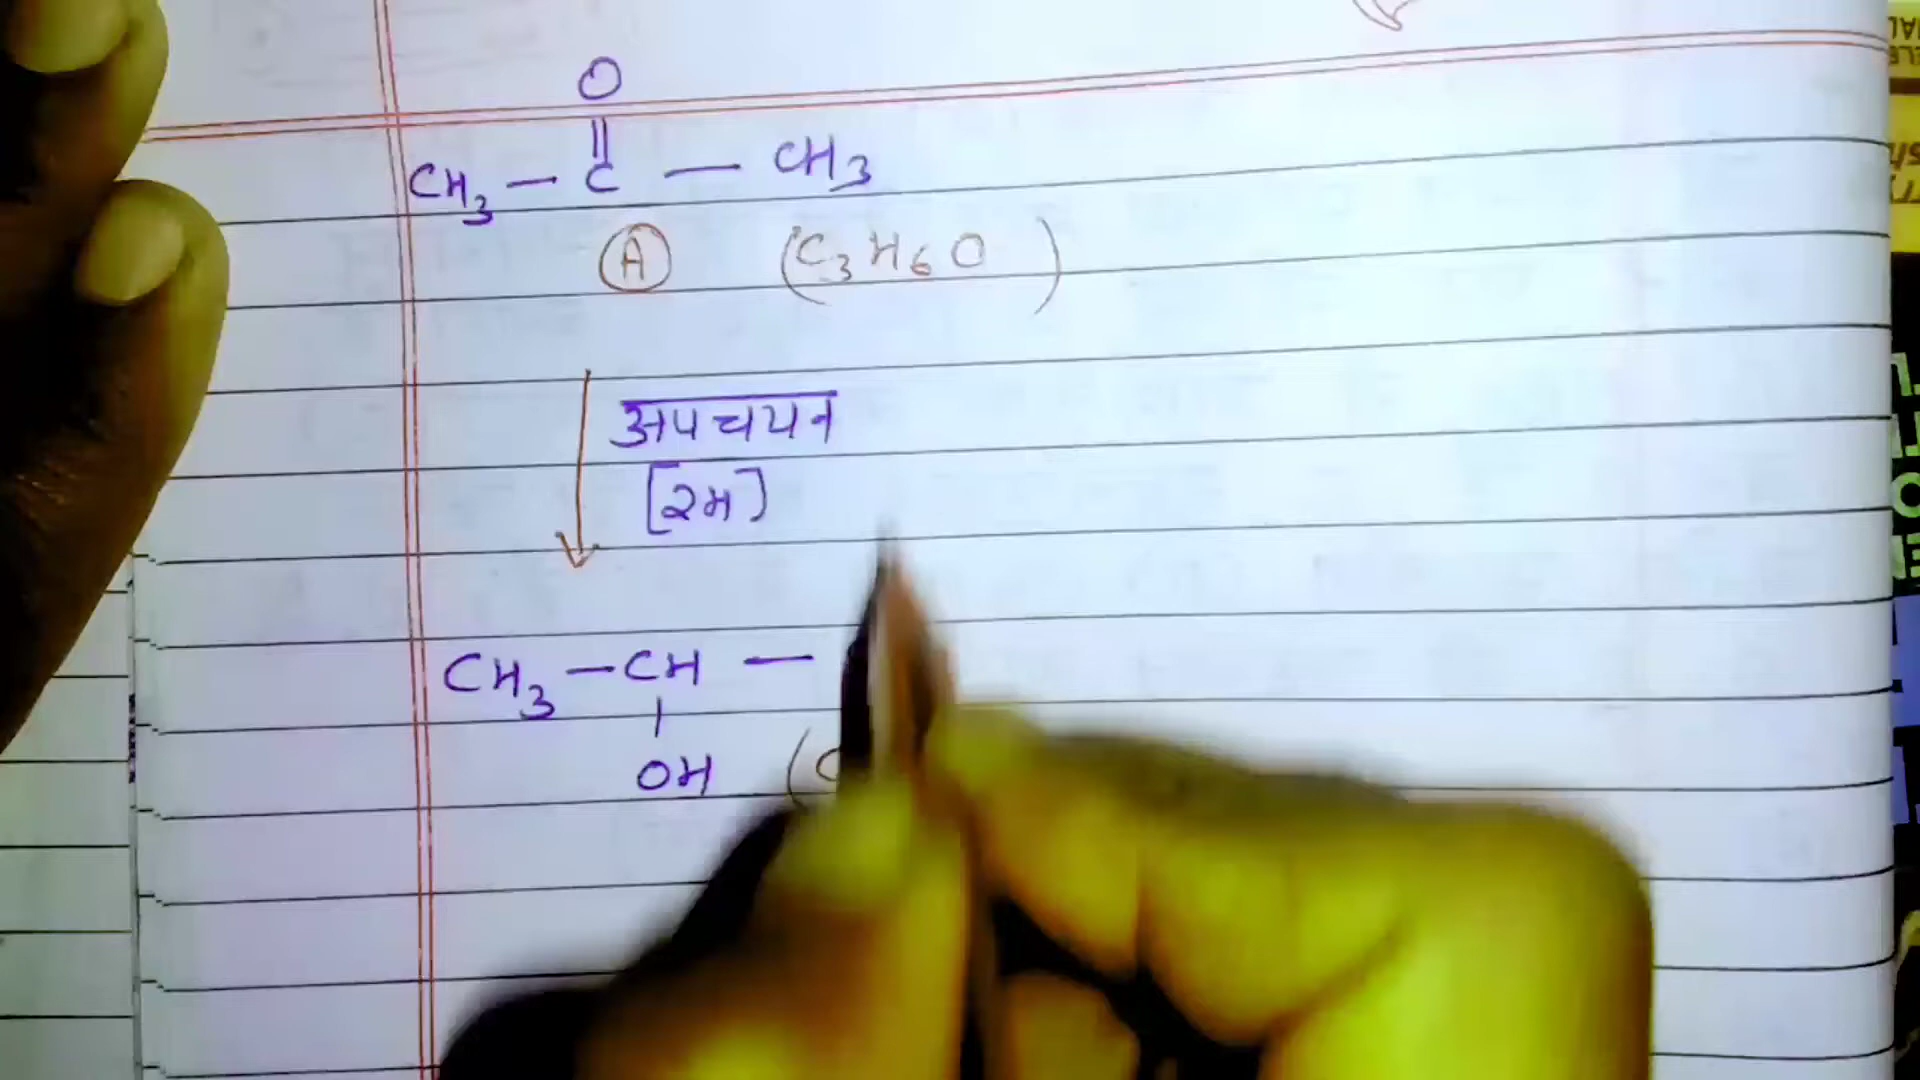 O
||
CH₃ — C — CH₃
Ⓐ (C₃H₆O)
अपचयन
[2H]
CH₃ — CH —
|
OH (C